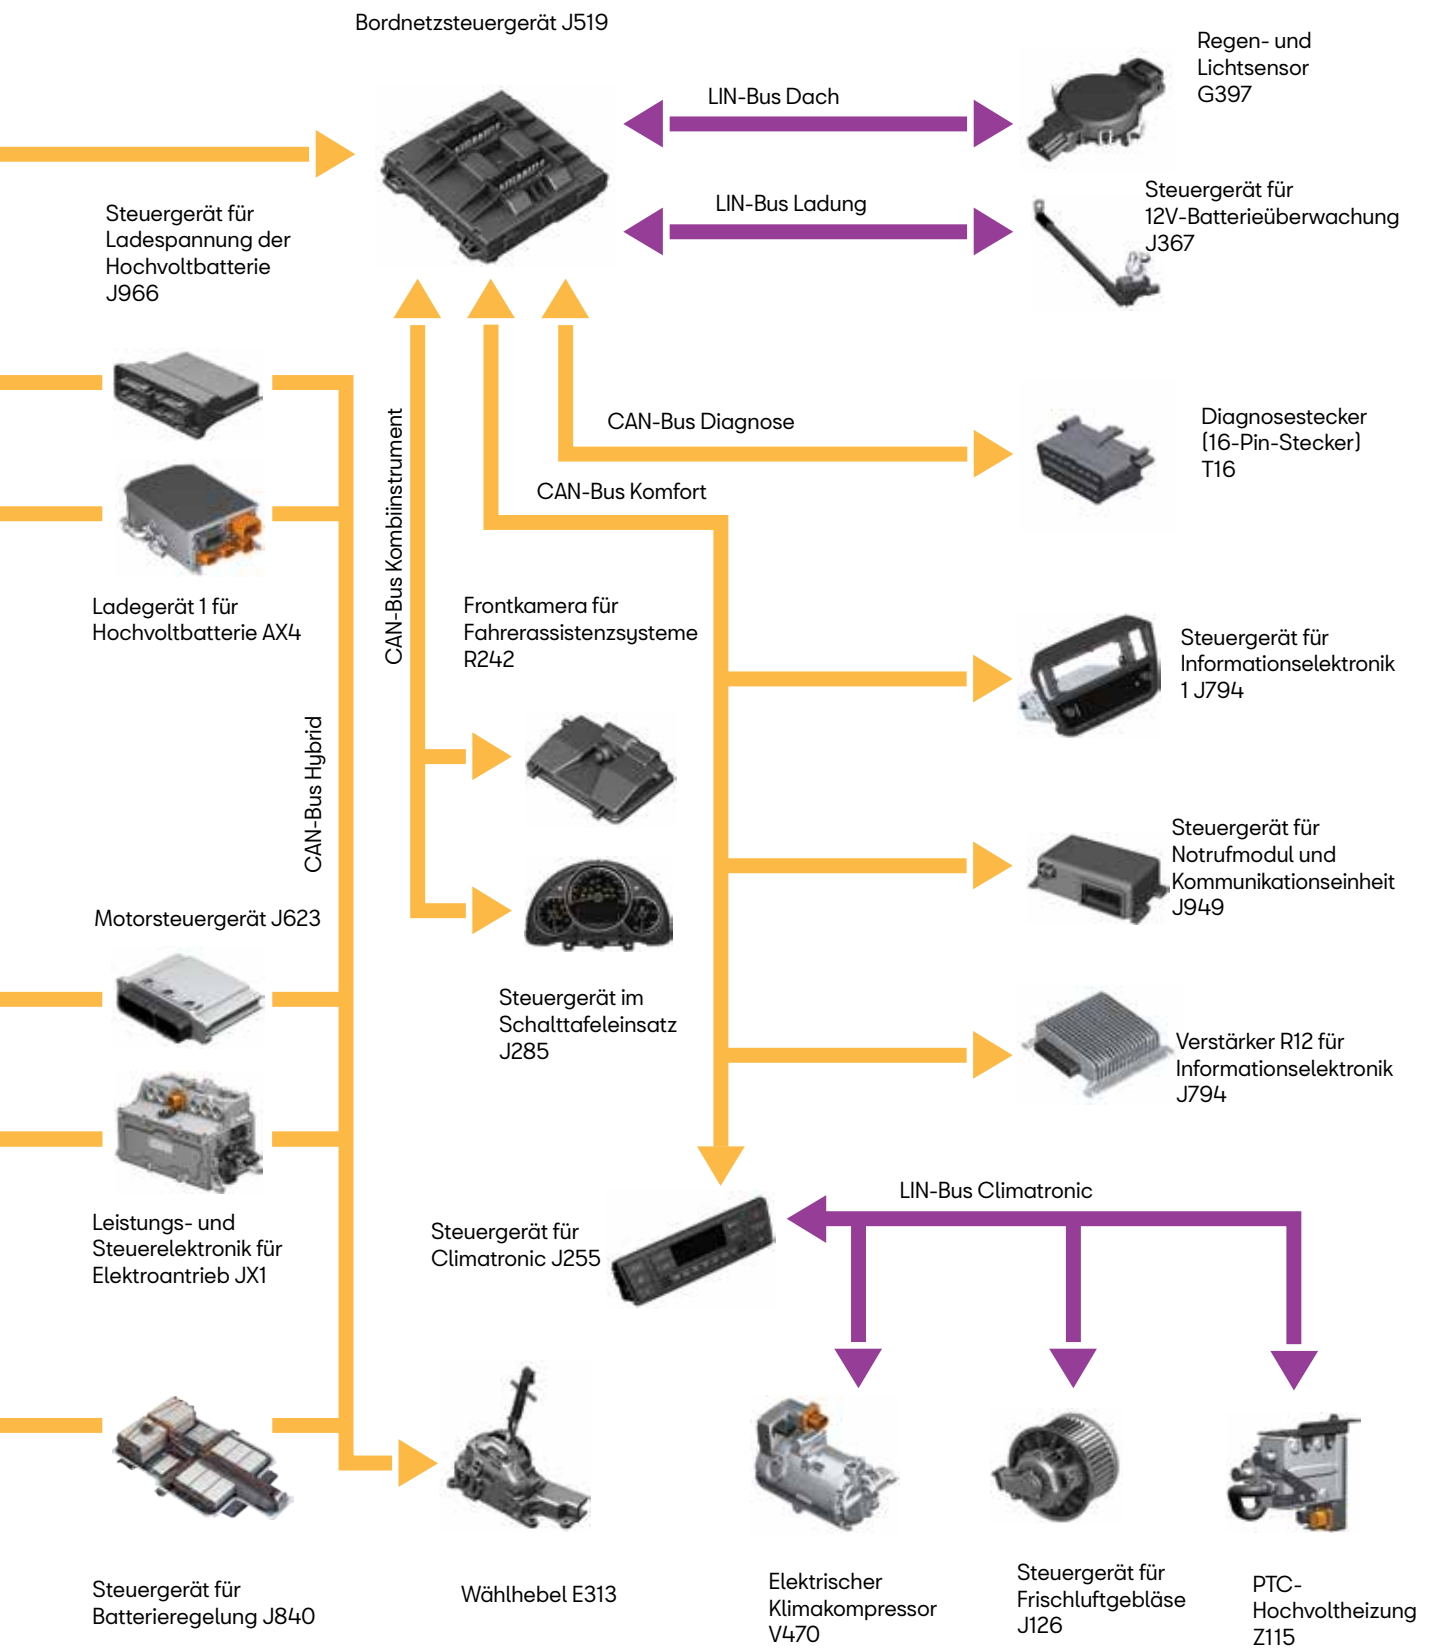 Bordnetzsteuergerät J519
Regen- und
Lichtsensor
G397
LIN-Bus Dach
Steuergerät für
12V-Batterieüberwachung
J367
LIN-Bus Ladung
Steuergerät für
Ladespannung der
Hochvoltbatterie
J966
CAN-Bus Diagnose
Diagnosestecker
(16-Pin-Stecker)
T16
CAN-Bus Kombiinstrument
CAN-Bus Komfort
Ladegerät 1 für
Hochvoltbatterie AX4
Frontkamera für
Fahrerassistenzsysteme
R242
Steuergerät für
Informationselektronik
1 J794
CAN-Bus Hybrid
Steuergerät für
Notrufmodul und
Kommunikationseinheit
J949
Motorsteuergerät J623
Steuergerät im
Schalttafeleinsatz
J285
Verstärker R12 für
Informationselektronik
J794
LIN-Bus Climatronic
Leistungs- und
Steuerelektronik für
Elektroantrieb JX1
Steuergerät für
Climatronic J255
Steuergerät für
Batterieregelung J840
Wählhebel E313
Elektrischer
Klimakompressor
V470
Steuergerät für
Frischluftgebläse
J126
PTC-
Hochvoltheizung
Z115